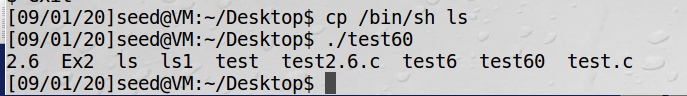 [09/01/20]seed@VM:~/Desktop$ cp /bin/sh ls
[09/01/20]seed@VM:~/Desktop$ ./test60
2.6  Ex2  ls  ls1  test  test2.6.c  test6  test60  test.c
[09/01/20]seed@VM:~/Desktop$